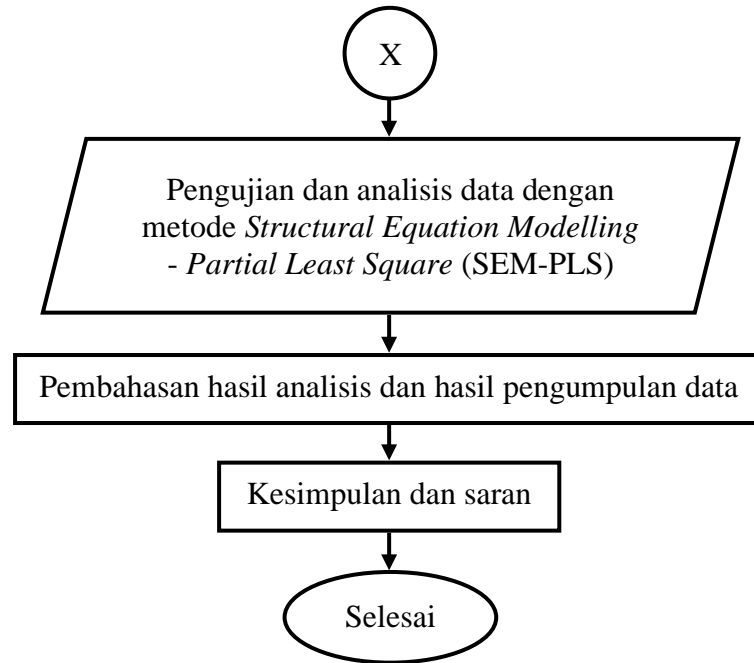 X
Pengujian dan analisis data dengan
metode Structural Equation Modelling
- Partial Least Square (SEM-PLS)
Pembahasan hasil analisis dan hasil pengumpulan data
Kesimpulan dan saran
Selesai